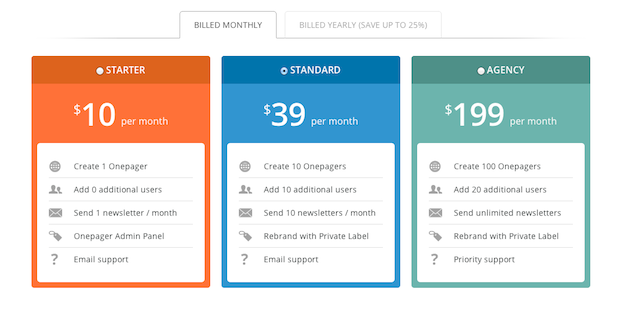 BILLED MONTHLY
BILLED YEARLY (SAVE UP TO 25%)
STARTER
$10 per month
Create 1 Onepager
Add 0 additional users
Send 1 newsletter / month
Onepager Admin Panel
Email support
STANDARD
$39 per month
Create 10 Onepagers
Add 10 additional users
Send 10 newsletters / month
Rebrand with Private Label
Email support
AGENCY
$199 per month
Create 100 Onepagers
Add 20 additional users
Send unlimited newsletters
Rebrand with Private Label
Priority support